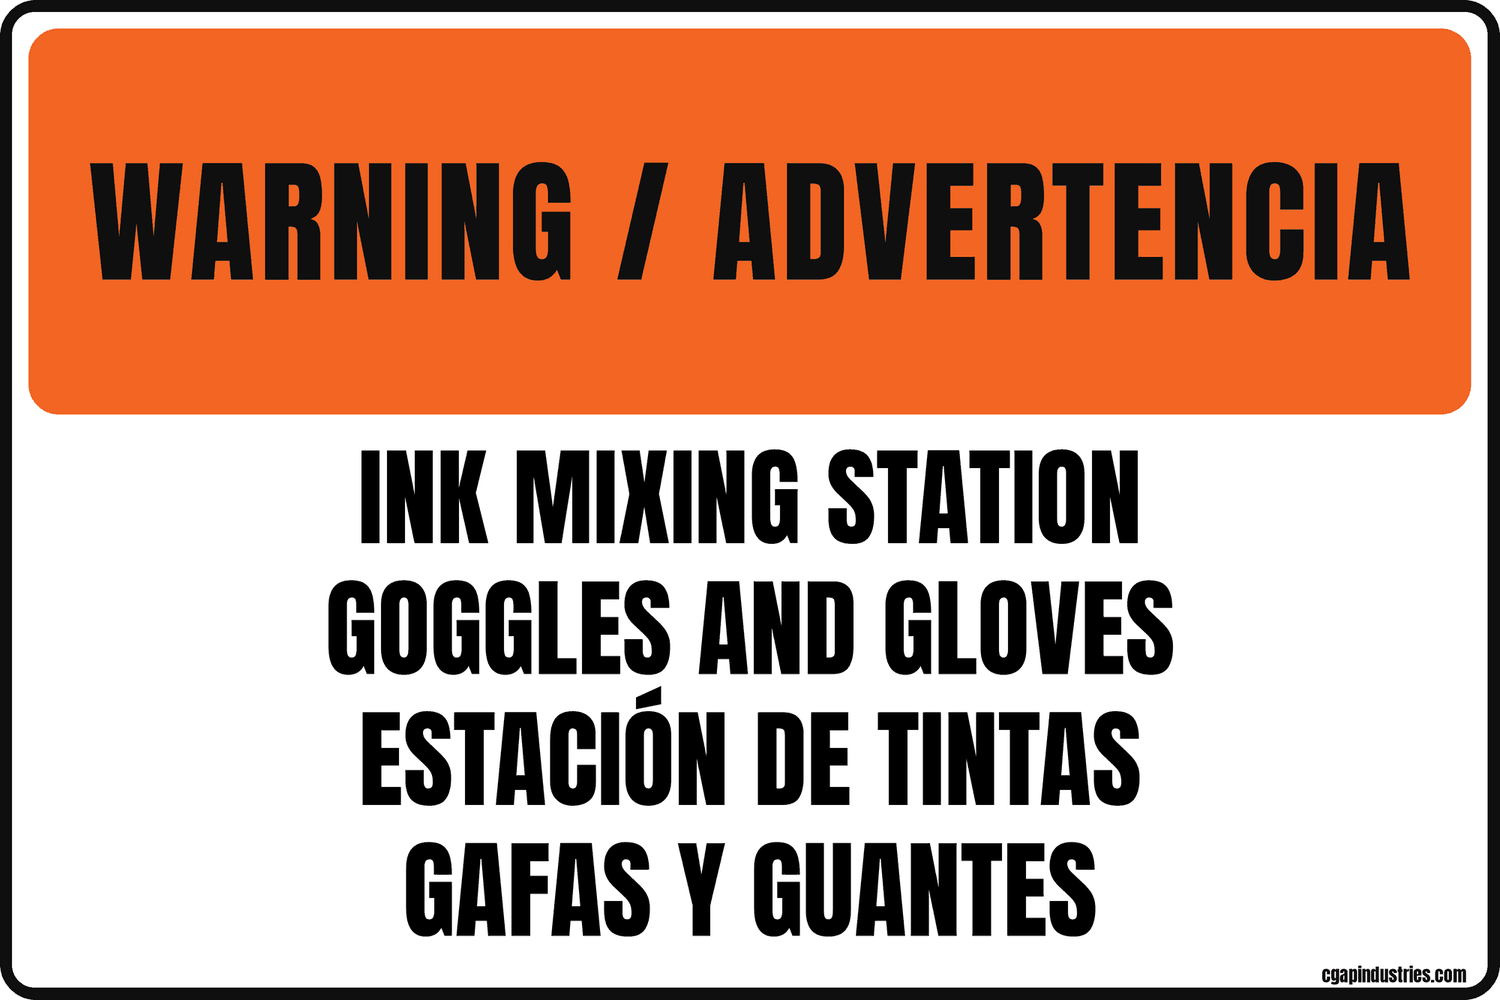 WARNING / ADVERTENCIA
INK MIXING STATION
GOGGLES AND GLOVES
ESTACIÓN DE TINTAS
GAFAS Y GUANTES
cgapindustries.com